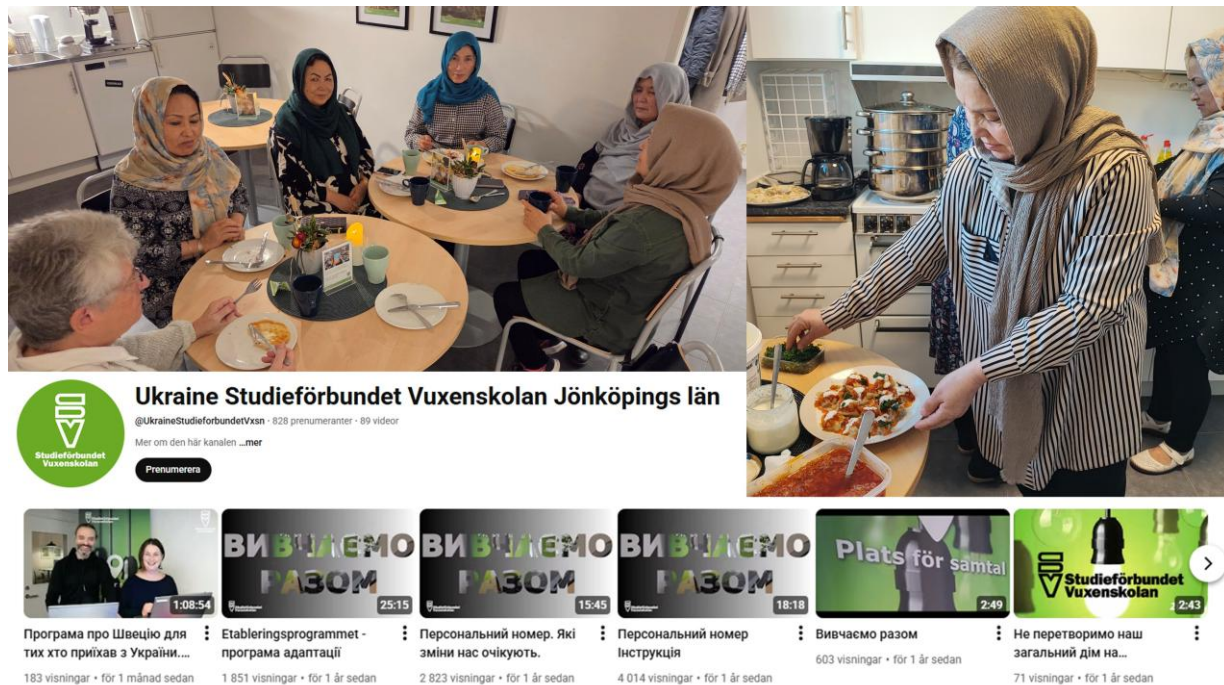 Ukraine Studieförbundet Vuxenskolan Jönköpings län
@UkraineStudieforbundetVxsn · 828 prenumeranter · 89 videor
Mer om den här kanalen ...mer
Prenumerera
Studieförbundet
Vuxenskolan
1:08:54
Програма про Швецію для
тих хто приїхав з України....
183 visningar • för 1 månad sedan
ВИВЧАЄМО
РАЗОМ
25:15
Etableringsprogrammet -
програма адаптації
1 851 visningar • för 1 år sedan
ВИВЧАЄМО
РАЗОМ
15:45
Персональний номер. Які
зміни нас очікують.
2 823 visningar • för 1 år sedan
ВИВЧАЄМО
РАЗОМ
18:18
Персональний номер
Інструкція
4 014 visningar • för 1 år sedan
Plats för samtal
2:49
Вивчаємо разом
603 visningar • för 1 år sedan
Studieförbundet
Vuxenskolan
2:43
Не перетворимо наш
загальний дім на...
71 visningar • för 1 år sedan